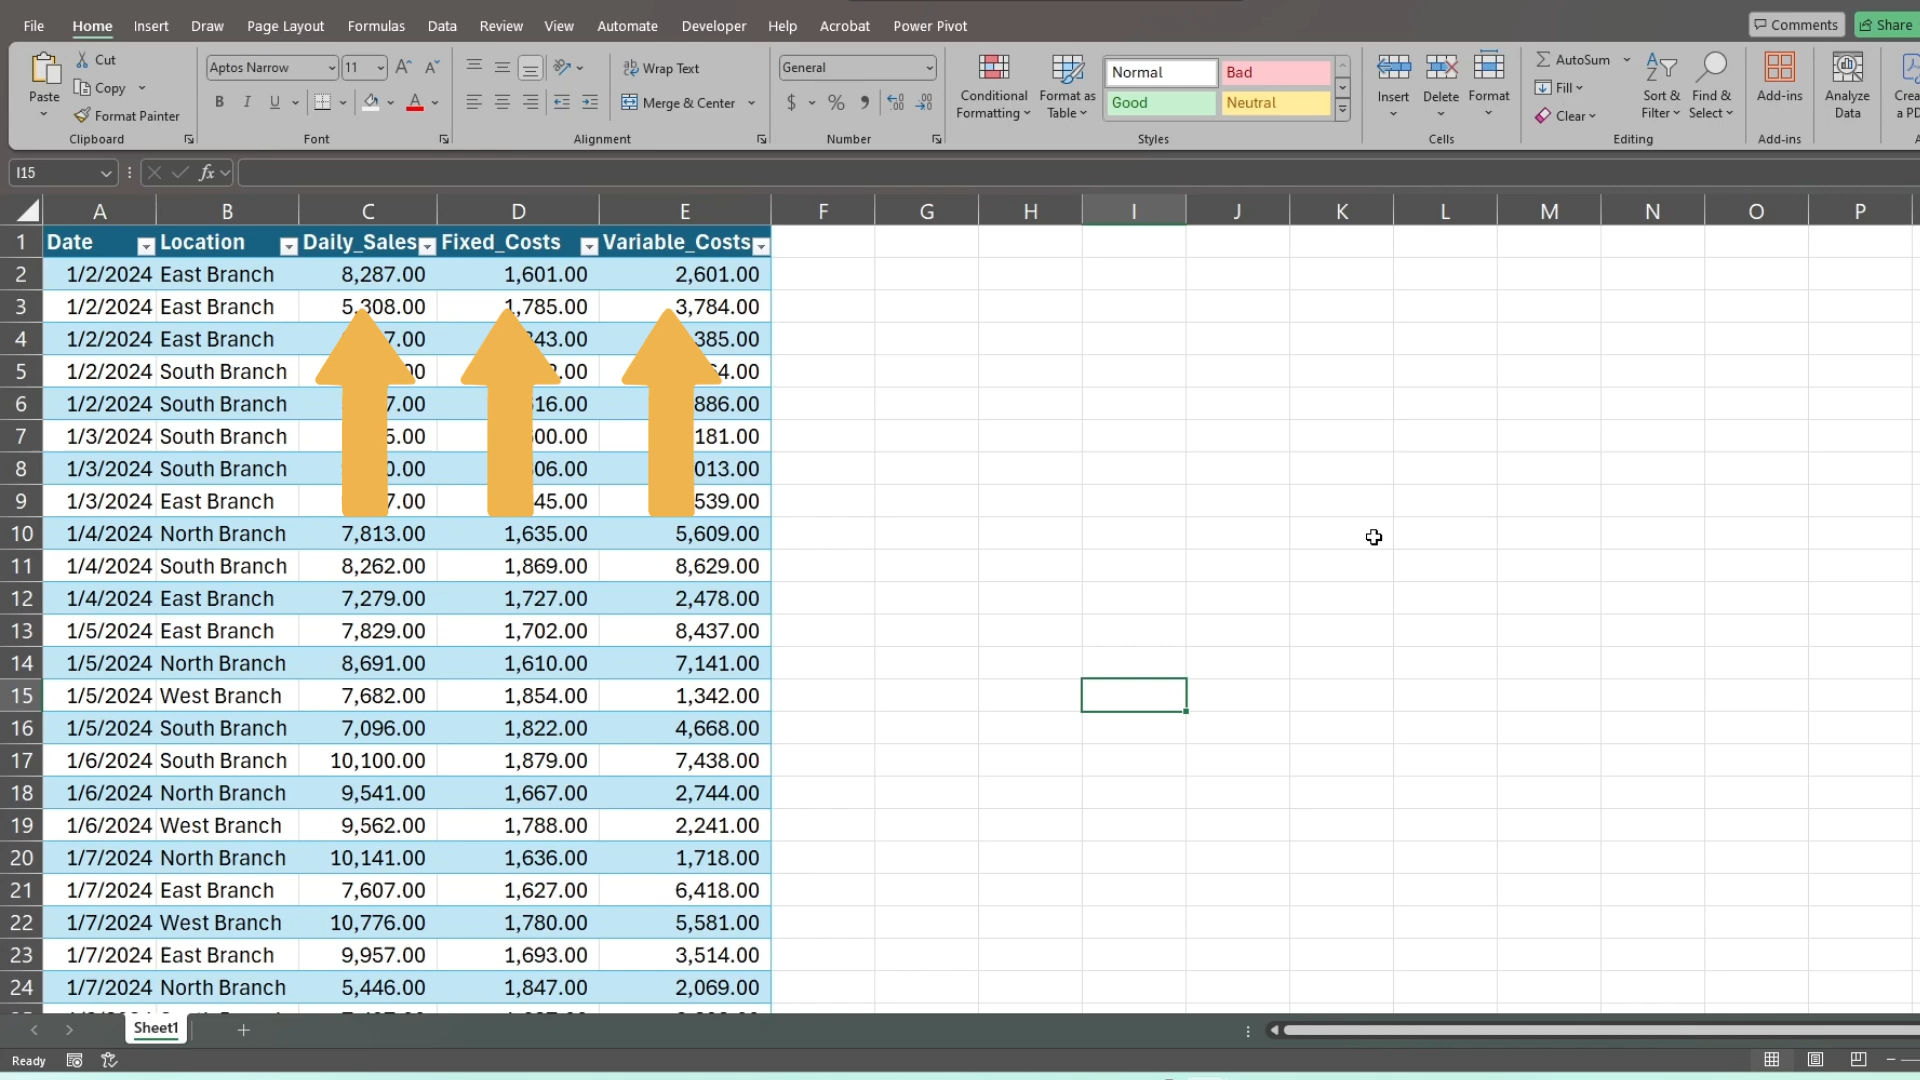 File Home Insert Draw Page Layout Formulas Data Review View Automate Developer Help Acrobat Power Pivot Comments Share
Paste Cut Copy Format Painter Clipboard
Aptos Narrow 11 B I U Font
Wrap Text Merge & Center Alignment
General $ % Number
Conditional Formatting Format as Table Normal Bad Good Neutral Styles
Insert Delete Format Cells
AutoSum Fill Clear Sort & Filter Find & Select Editing
Add-ins Add-ins
Analyze Data
I15 fx
A B C D E F G H I J K L M N O P
1 Date Location Daily_Sales Fixed_Costs Variable_Costs
2 1/2/2024 East Branch 8,287.00 1,601.00 2,601.00
3 1/2/2024 East Branch 5,308.00 1,785.00 3,784.00
4 1/2/2024 East Branch
5 1/2/2024 South Branch
6 1/2/2024 South Branch
7 1/3/2024 South Branch
8 1/3/2024 South Branch
9 1/3/2024 East Branch
10 1/4/2024 North Branch 7,813.00 1,635.00 5,609.00
11 1/4/2024 South Branch 8,262.00 1,869.00 8,629.00
12 1/4/2024 East Branch 7,279.00 1,727.00 2,478.00
13 1/5/2024 East Branch 7,829.00 1,702.00 8,437.00
14 1/5/2024 North Branch 8,691.00 1,610.00 7,141.00
15 1/5/2024 West Branch 7,682.00 1,854.00 1,342.00
16 1/5/2024 South Branch 7,096.00 1,822.00 4,668.00
17 1/6/2024 South Branch 10,100.00 1,879.00 7,438.00
18 1/6/2024 North Branch 9,541.00 1,667.00 2,744.00
19 1/6/2024 West Branch 9,562.00 1,788.00 2,241.00
20 1/7/2024 North Branch 10,141.00 1,636.00 1,718.00
21 1/7/2024 East Branch 7,607.00 1,627.00 6,418.00
22 1/7/2024 West Branch 10,776.00 1,780.00 5,581.00
23 1/7/2024 East Branch 9,957.00 1,693.00 3,514.00
24 1/7/2024 North Branch 5,446.00 1,847.00 2,069.00
Sheet1
Ready